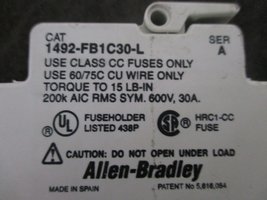 CAT SER
1492-FB1C30-L A
USE CLASS CC FUSES ONLY
USE 60/75C CU WIRE ONLY
TORQUE TO 15 LB-IN
200k AIC RMS SYM. 600V, 30A.
UL FUSEHOLDER LISTED 438P SA HRC1-CC FUSE
CAUTION: DO NOT OPEN UNDER LOAD
Allen-Bradley
MADE IN SPAIN PATENT No 5,616,054